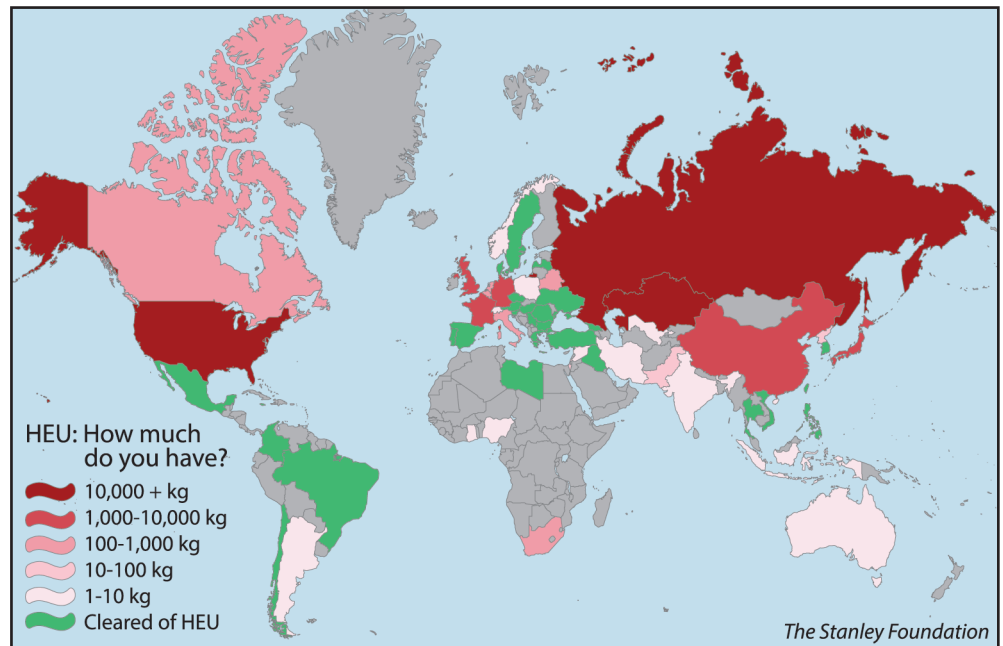 HEU: How much
do you have?
10,000 + kg
1,000-10,000 kg
100-1,000 kg
10-100 kg
1-10 kg
Cleared of HEU
The Stanley Foundation